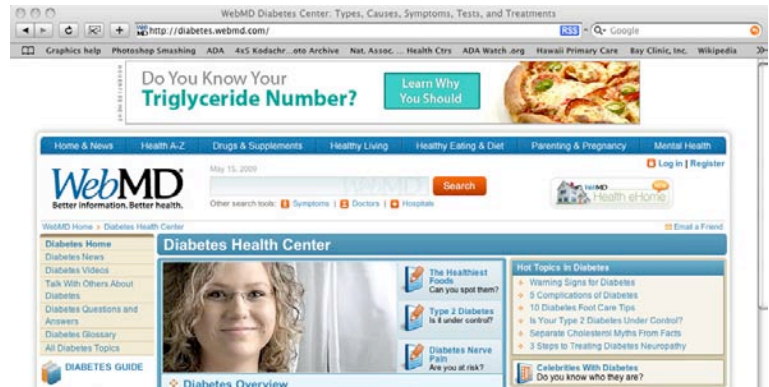 WebMD Diabetes Center: Types, Causes, Symptoms, Tests, and Treatments
http://diabetes.webmd.com/
RSS
Google
Graphics help Photoshop Smashing ADA 4x5 Kodachr...oto Archive Nat. Assoc. ... Health Ctrs ADA Watch .org Hawaii Primary Care Bay Clinic, Inc. Wikipedia
Do You Know Your
Triglyceride Number?
Learn Why
You Should
Home & News Health A-Z Drugs & Supplements Healthy Living Healthy Eating & Diet Parenting & Pregnancy Mental Health
Log in | Register
May 15, 2009
WebMD
Better information. Better health.
Search
Other search tools: Symptoms | Doctors | Hospitals
WebMD
Health eHome
WebMD Home > Diabetes Health Center
Email a Friend
Diabetes Home
Diabetes News
Diabetes Videos
Talk With Others About
Diabetes
Diabetes Questions and
Answers
Diabetes Glossary
All Diabetes Topics
DIABETES GUIDE
Diabetes Health Center
The Healthiest
Foods
Can you spot them?
Type 2 Diabetes
Is it under control?
Diabetes Nerve
Pain
Are you at risk?
Diabetes Overview
Hot Topics In Diabetes
Warning Signs for Diabetes
5 Complications of Diabetes
10 Diabetes Foot Care Tips
Is Your Type 2 Diabetes Under Control?
Separate Cholesterol Myths From Facts
3 Steps to Treating Diabetes Neuropathy
Celebrities With Diabetes
Do you know who they are?